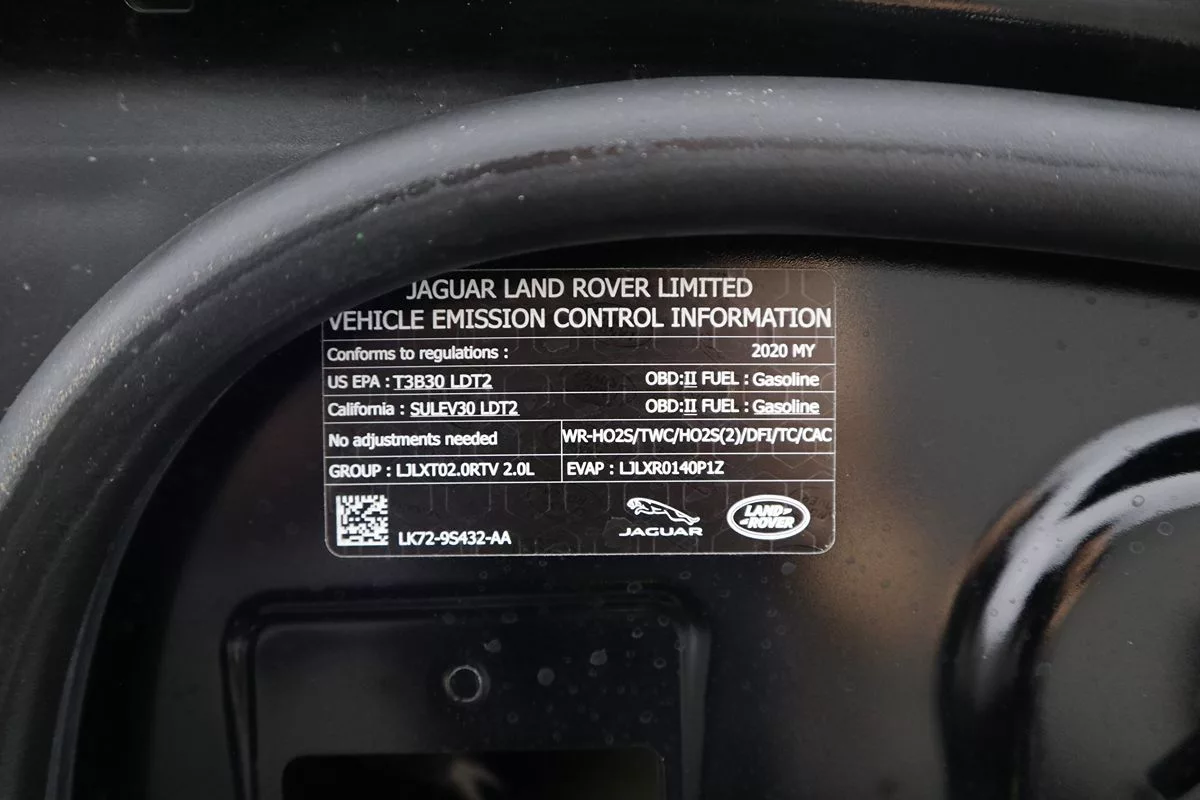 JAGUAR LAND ROVER LIMITED
VEHICLE EMISSION CONTROL INFORMATION
Conforms to regulations : 2020 MY
US EPA : T3B30 LDT2 OBD:II FUEL : Gasoline
California : SULEV30 LDT2 OBD:II FUEL : Gasoline
No adjustments needed WR-HO2S/TWC/HO2S(2)/DFI/TC/CAC
GROUP : LJLXT02.0RTV 2.0L EVAP : LJLXR0140P1Z
LK72-9S432-AA JAGUAR LAND ROVER